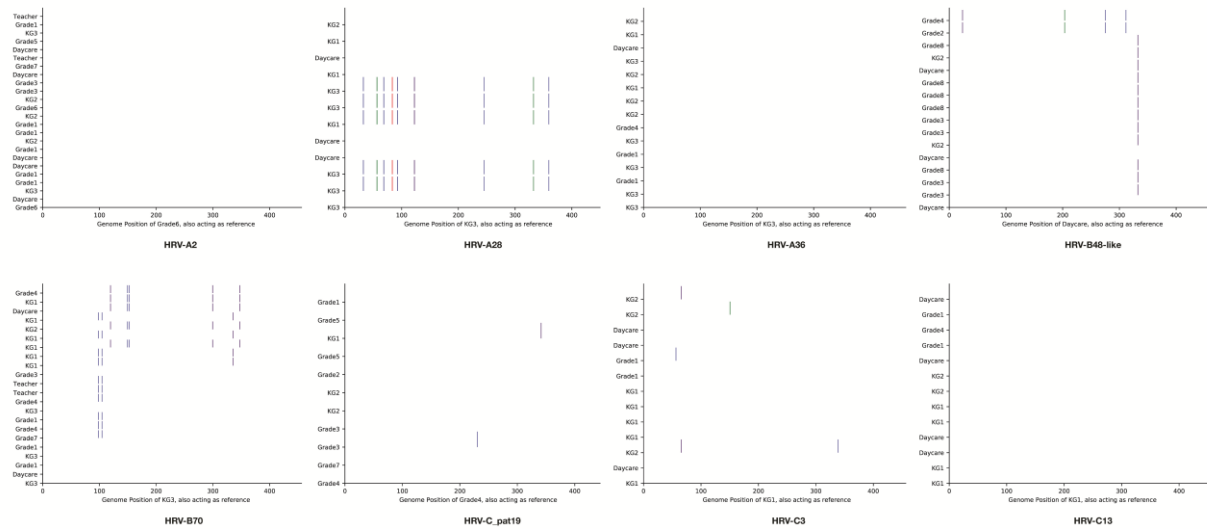 Teacher
Grade1
KG3
Grade5
Daycare
Teacher
Grade7
Daycare
Grade3
Grade3
KG2
Grade6
KG2
Grade1
Grade1
KG2
Grade1
Daycare
Daycare
Grade1
Grade1
KG3
Daycare
Grade6
0 100 200 300 400
Genome Position of Grade6, also acting as reference
HRV-A2
KG2
KG1
Daycare
KG1
KG3
KG3
KG1
Daycare
Daycare
KG3
KG3
KG3
0 100 200 300 400
Genome Position of KG3, also acting as reference
HRV-A28
KG2
KG1
Daycare
KG3
KG2
KG1
KG2
KG2
Grade4
KG3
Grade1
KG3
Grade1
KG3
KG3
0 100 200 300 400
Genome Position of KG3, also acting as reference
HRV-A36
Grade4
Grade2
Grade8
KG2
Daycare
Grade8
Grade8
Grade8
Grade3
Grade3
KG2
Daycare
Grade8
Grade3
Grade3
Daycare
0 100 200 300 400
Genome Position of Daycare, also acting as reference
HRV-B48-like
Grade4
KG1
Daycare
KG1
KG2
KG1
KG1
KG1
KG1
Grade3
Teacher
Teacher
Grade4
KG3
Grade1
Grade4
Grade7
Grade1
KG3
Grade1
Daycare
KG3
0 100 200 300 400
Genome Position of KG3, also acting as reference
HRV-B70
Grade1
Grade5
KG1
Grade5
Grade2
KG2
KG2
Grade3
Grade3
Grade7
Grade4
0 100 200 300 400
Genome Position of Grade4, also acting as reference
HRV-C_pat19
KG2
KG2
Daycare
Daycare
Grade1
Grade1
KG1
KG1
KG1
KG1
KG2
Daycare
KG1
0 100 200 300 400
Genome Position of KG1, also acting as reference
HRV-C3
Daycare
Grade1
Grade4
Grade1
Daycare
KG1
KG2
KG1
KG1
Daycare
Daycare
KG1
KG1
0 100 200 300 400
Genome Position of KG1, also acting as reference
HRV-C13